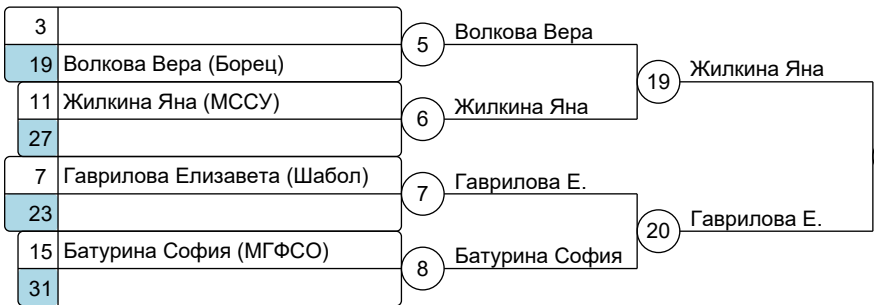 3
19 Волкова Вера (Борец)
11 Жилкина Яна (МССУ)
27
7 Гаврилова Елизавета (Шабол)
23
15 Батурина София (МГФСО)
31
5 Волкова Вера
6 Жилкина Яна
7 Гаврилова Е.
8 Батурина София
19 Жилкина Яна
20 Гаврилова Е.